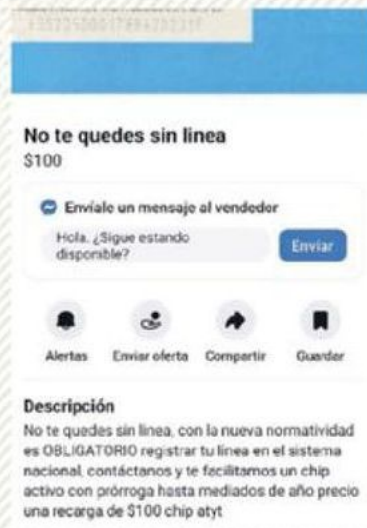 No te quedes sin linea
$100
Envíale un mensaje al vendedor
Hola. ¿Sigue estando
disponible?
Enviar
Alertas
Enviar oferta
Compartir
Guardar
Descripción
No te quedes sin linea, con la nueva normatividad
es OBLIGATORIO registrar tu línea en el sistema
nacional, contáctanos y te facilitamos un chip
activo con prórroga hasta mediados de año precio
una recarga de $100 chip atyt